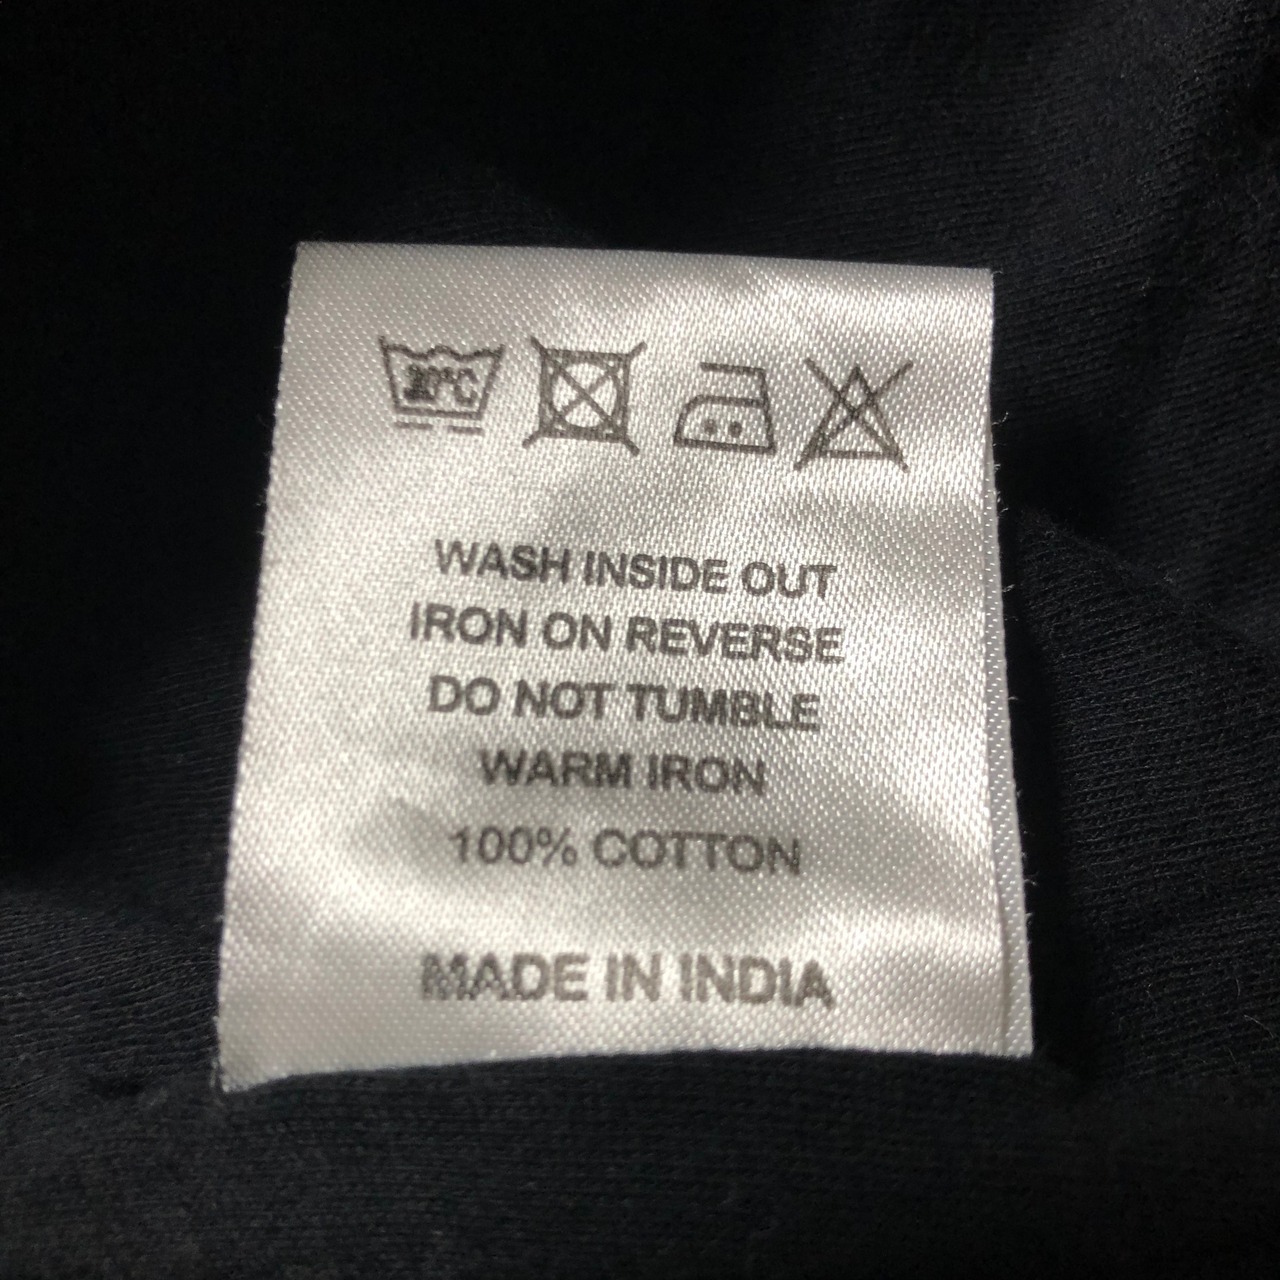 30°C
WASH INSIDE OUT
IRON ON REVERSE
DO NOT TUMBLE
WARM IRON
100% COTTON
MADE IN INDIA